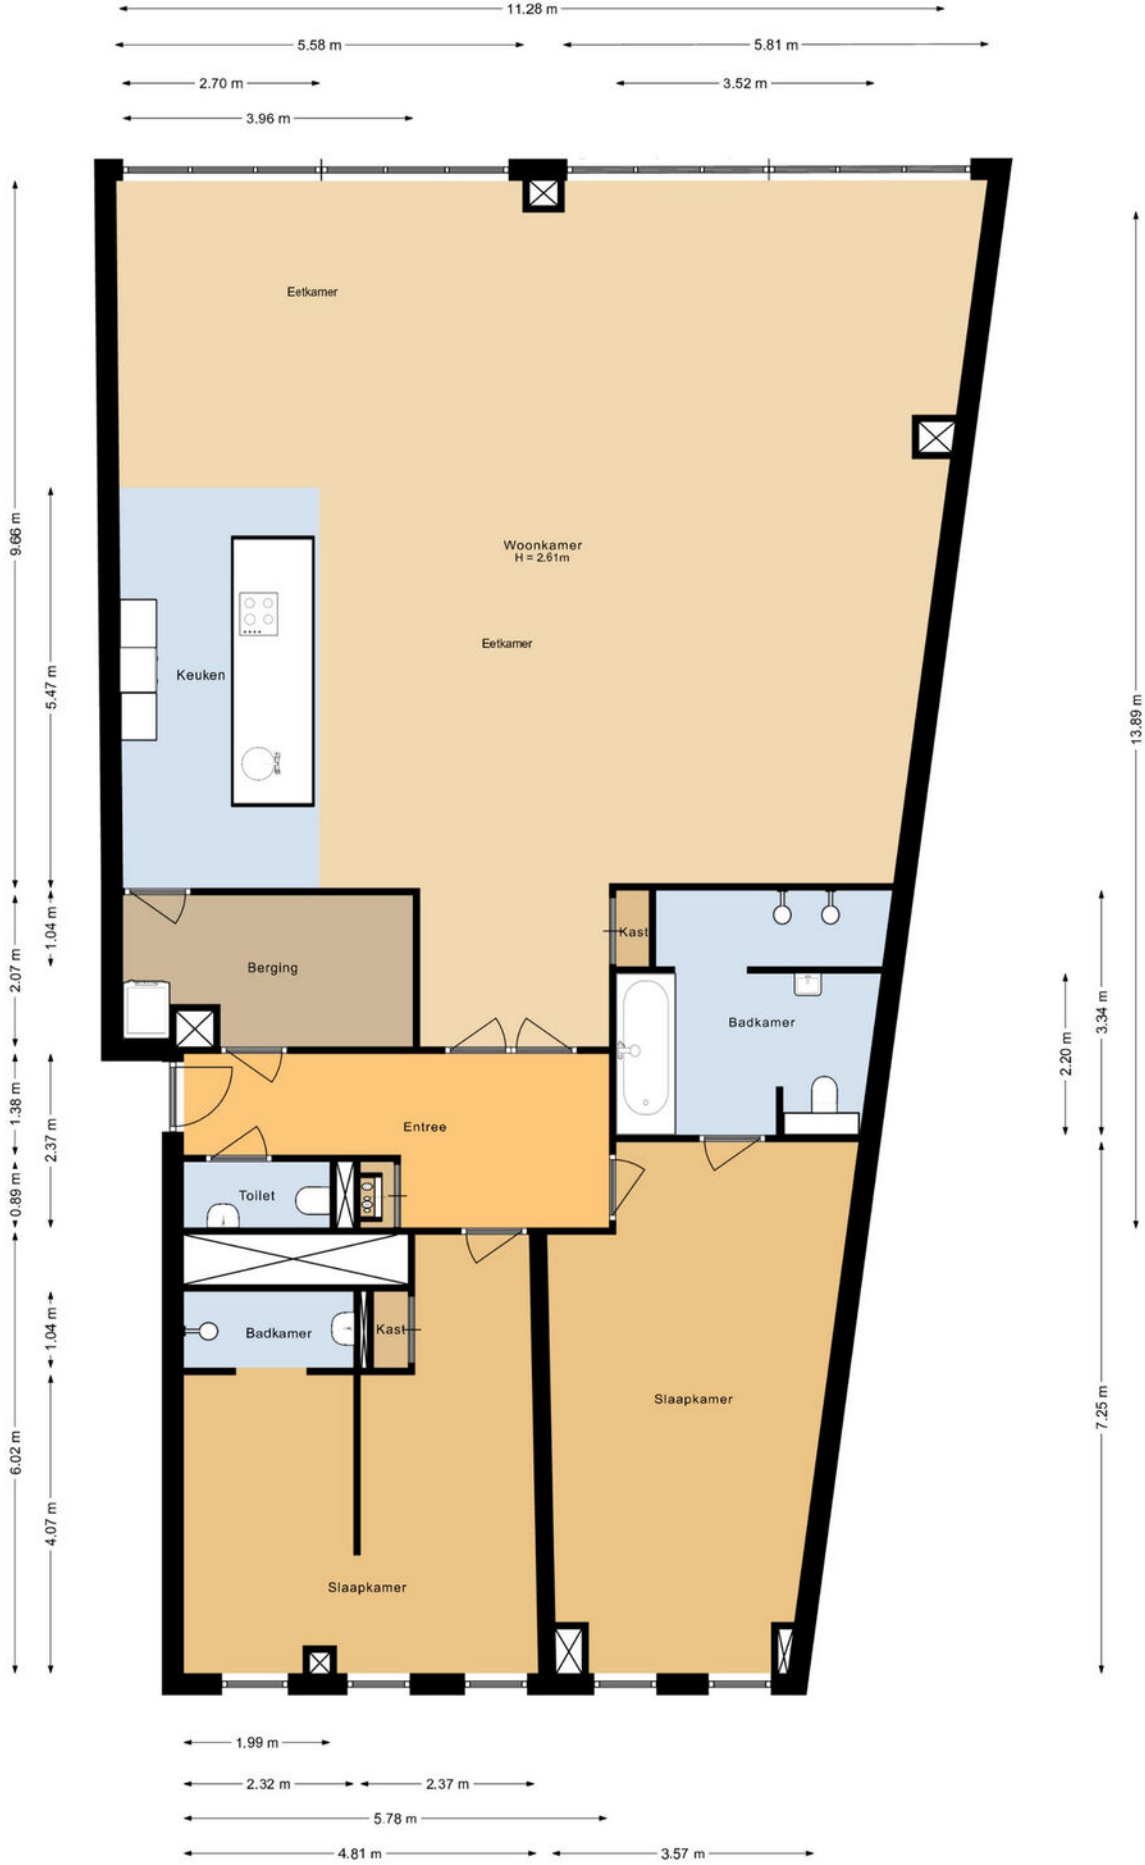 11.28 m
5.58 m
5.81 m
2.70 m
3.52 m
3.96 m
Eetkamer
9.66 m
13.89 m
Woonkamer
H = 2.61m
Eetkamer
5.47 m
Keuken
1.04 m
2.07 m
Kast
Berging
Badkamer
3.34 m
2.20 m
1.38 m
2.37 m
Entree
0.89 m
Toilet
1.04 m
Badkamer
Kast
Slaapkamer
7.25 m
6.02 m
4.07 m
Slaapkamer
1.99 m
2.32 m
2.37 m
5.78 m
4.81 m
3.57 m